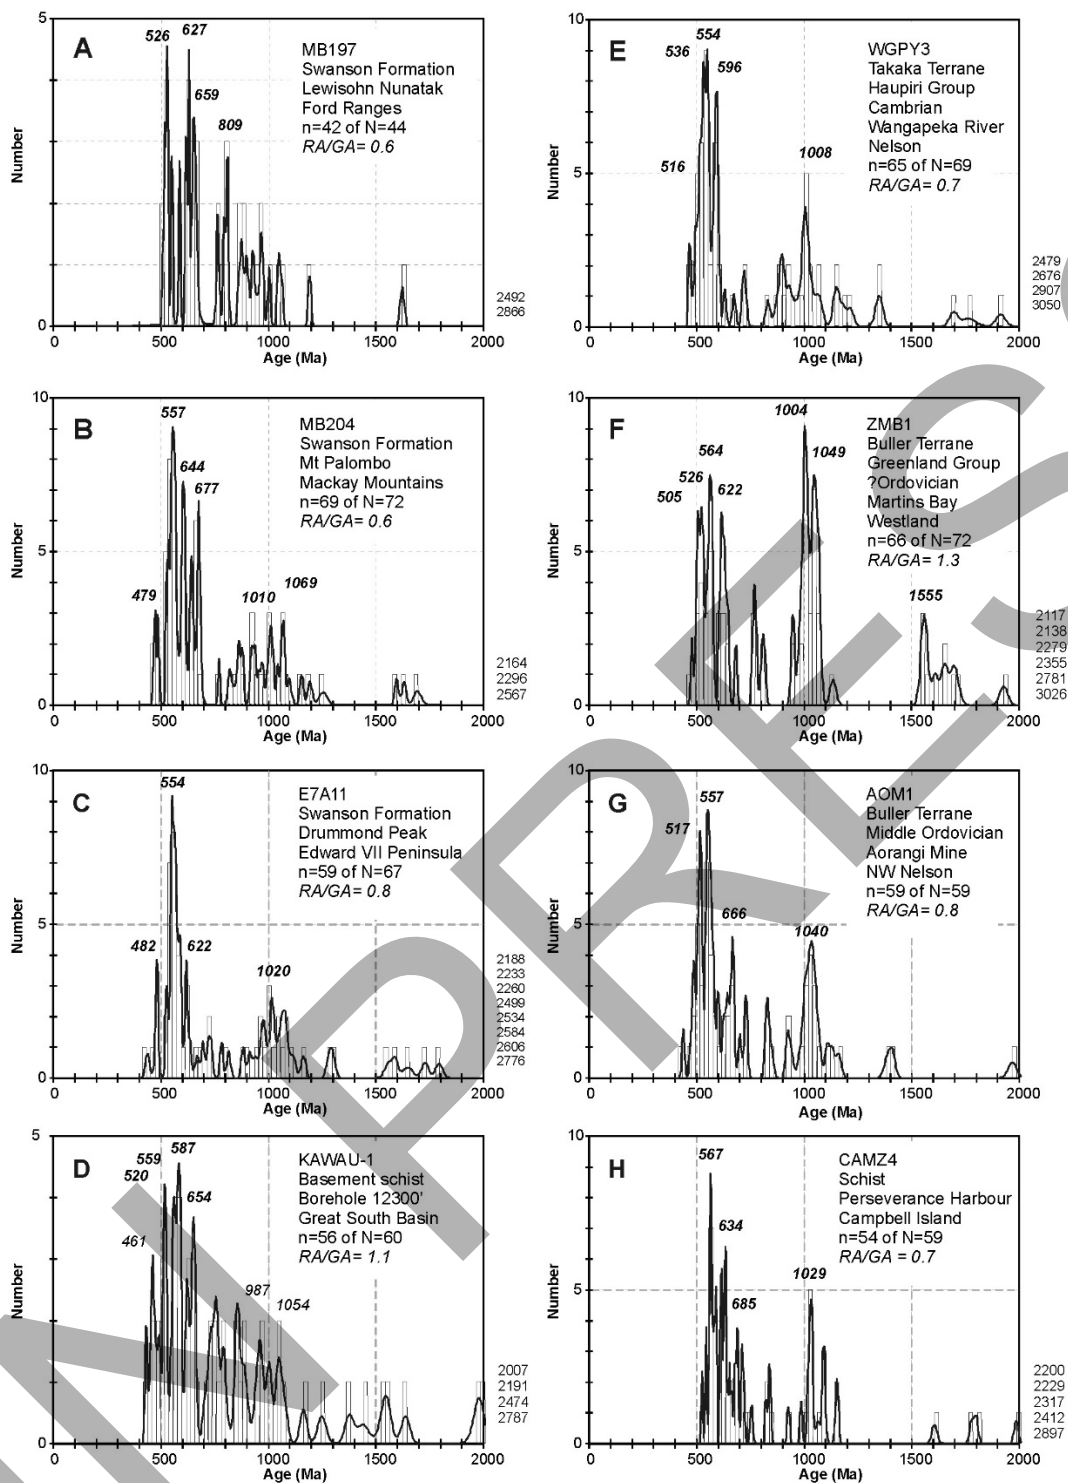 A
MB197
Swanson Formation
Lewisohn Nunatak
Ford Ranges
n=42 of N=44
RA/GA= 0.6
526
627
659
809
5
0
Number
0 500 1000 1500 2000
Age (Ma)
2492
2866
E
WGPY3
Takaka Terrane
Haupiri Group
Cambrian
Wangapeka River
Nelson
n=65 of N=69
RA/GA= 0.7
554
536
596
516
1008
10
5
0
Number
0 500 1000 1500 2000
Age (Ma)
2479
2676
2907
3050
B
MB204
Swanson Formation
Mt Palombo
Mackay Mountains
n=69 of N=72
RA/GA= 0.6
557
644
677
479
1010
1069
10
5
0
Number
0 500 1000 1500 2000
Age (Ma)
2164
2296
2567
F
ZMB1
Buller Terrane
Greenland Group
?Ordovician
Martins Bay
Westland
n=66 of N=72
RA/GA= 1.3
1004
1049
564
526
505
622
1555
10
5
0
Number
0 500 1000 1500 2000
Age (Ma)
2117
2138
2279
2355
2781
3026
C
E7A11
Swanson Formation
Drummond Peak
Edward VII Peninsula
n=59 of N=67
RA/GA= 0.8
554
482
622
1020
10
5
0
Number
0 500 1000 1500 2000
Age (Ma)
2188
2233
2260
2499
2534
2584
2606
2776
G
AOM1
Buller Terrane
Middle Ordovician
Aorangi Mine
NW Nelson
n=59 of N=59
RA/GA= 0.8
557
517
666
1040
10
5
0
Number
0 500 1000 1500 2000
Age (Ma)
D
KAWAU-1
Basement schist
Borehole 12300'
Great South Basin
n=56 of N=60
RA/GA= 1.1
587
559
520
654
461
987
1054
5
0
Number
0 500 1000 1500 2000
Age (Ma)
2007
2191
2474
2787
H
CAMZ4
Schist
Perseverance Harbour
Campbell Island
n=54 of N=59
RA/GA = 0.7
567
634
685
1029
10
5
0
Number
0 500 1000 1500 2000
Age (Ma)
2200
2229
2317
2412
2897
N PRES